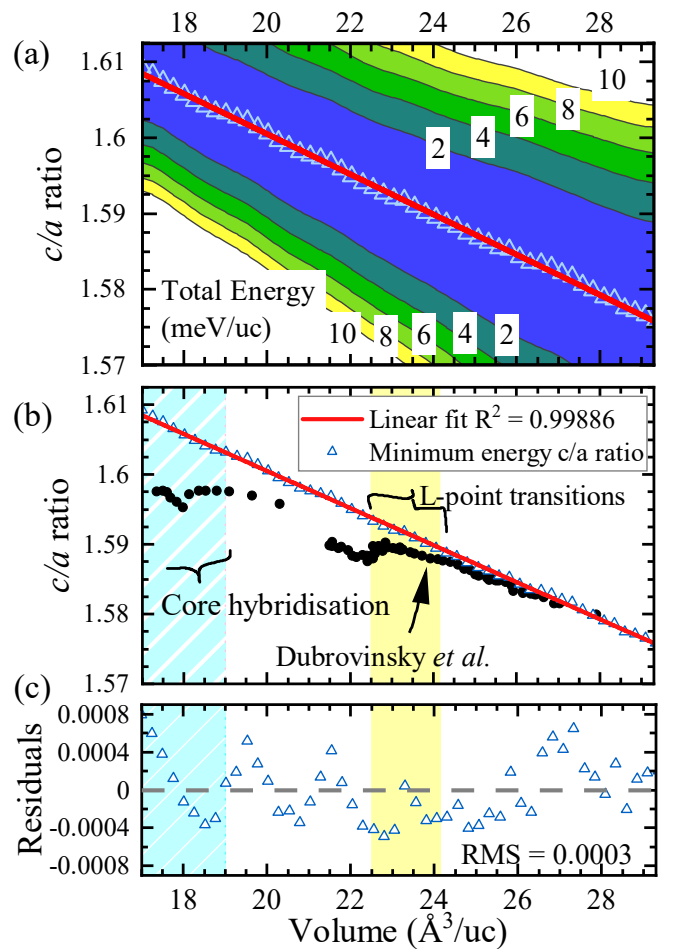 18 20 22 24 26 28
(a)
1.61
1.6
1.59
1.58
1.57
c/a ratio
10
8
6
4
2
Total Energy
(meV/uc)
10 8 6 4 2
(b)
1.61
1.6
1.59
1.58
1.57
c/a ratio
Linear fit R² = 0.99886
Minimum energy c/a ratio
L-point transitions
Core hybridisation
Dubrovinsky et al.
(c)
0.0008
0.0004
0
-0.0004
-0.0008
Residuals
RMS = 0.0003
18 20 22 24 26 28
Volume (Å³/uc)